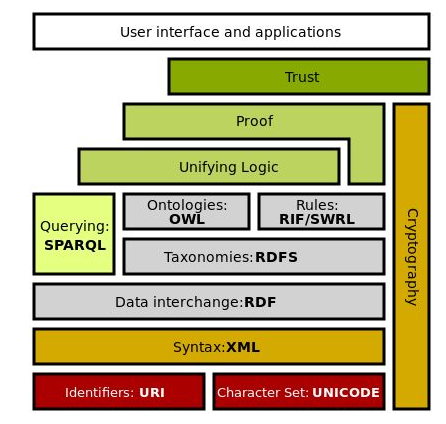 User interface and applications
Trust
Proof
Unifying Logic
Ontologies:
OWL
Rules:
RIF/SWRL
Querying:
SPARQL
Taxonomies:RDFS
Data interchange:RDF
Syntax:XML
Identifiers: URI
Character Set: UNICODE
Cryptography